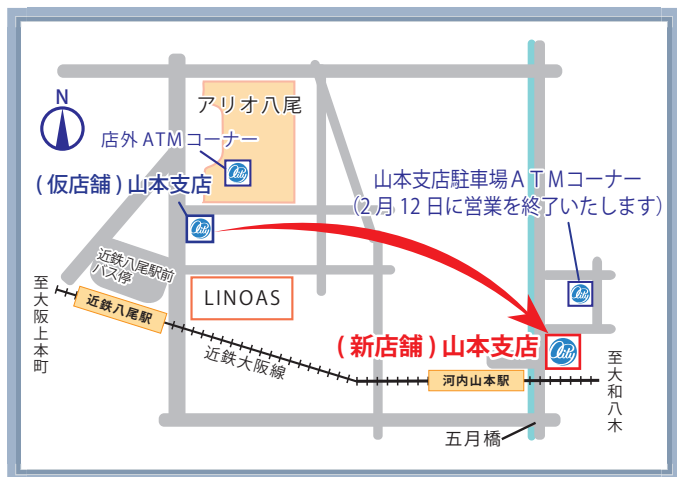 N
アリオ八尾
店外ATMコーナー
(仮店舗)山本支店
山本支店駐車場ATMコーナー
(2月12日に営業を終了いたします)
近鉄八尾駅前
バス停
LINOAS
至大阪上本町
近鉄八尾駅
近鉄大阪線
(新店舗)山本支店
河内山本駅
至大和八木
五月橋
City
City
City
City